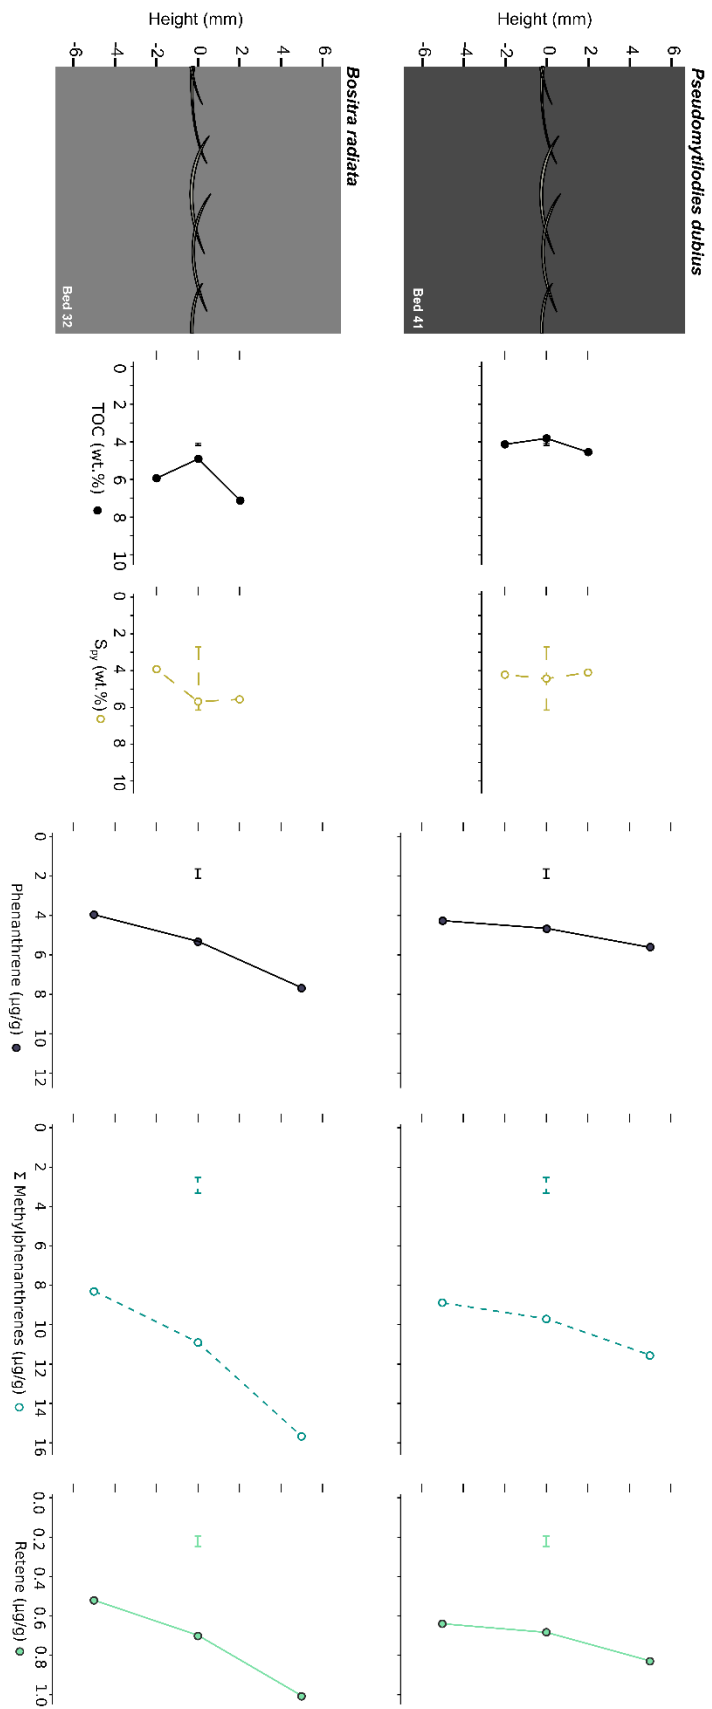 Pseudomytilodies dubius
Height (mm)
6
4
2
0
-2
-4
-6
Bed 41
Bositra radiata
Height (mm)
6
4
2
0
-2
-4
-6
Bed 32
0 2 4 6 8 10
TOC (wt.%)
0 2 4 6 8 10
Spy (wt.%)
0 2 4 6 8 10 12
Phenanthrene (µg/g)
0 2 4 6 8 10 12 14 16
Σ Methylphenanthrenes (µg/g)
0.0 0.2 0.4 0.6 0.8 1.0
Retene (µg/g)